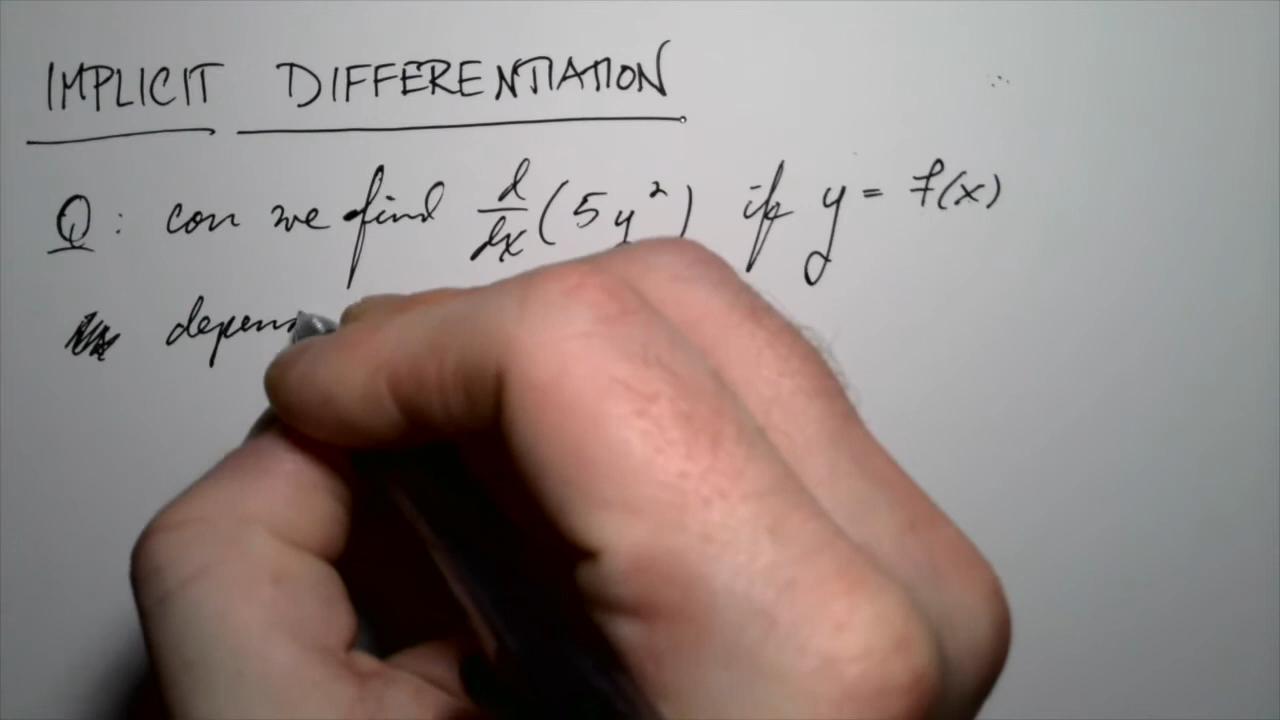 IMPLICIT DIFFERENTIATION
Q: can we find d/dx (5y²) if y = f(x)
depen